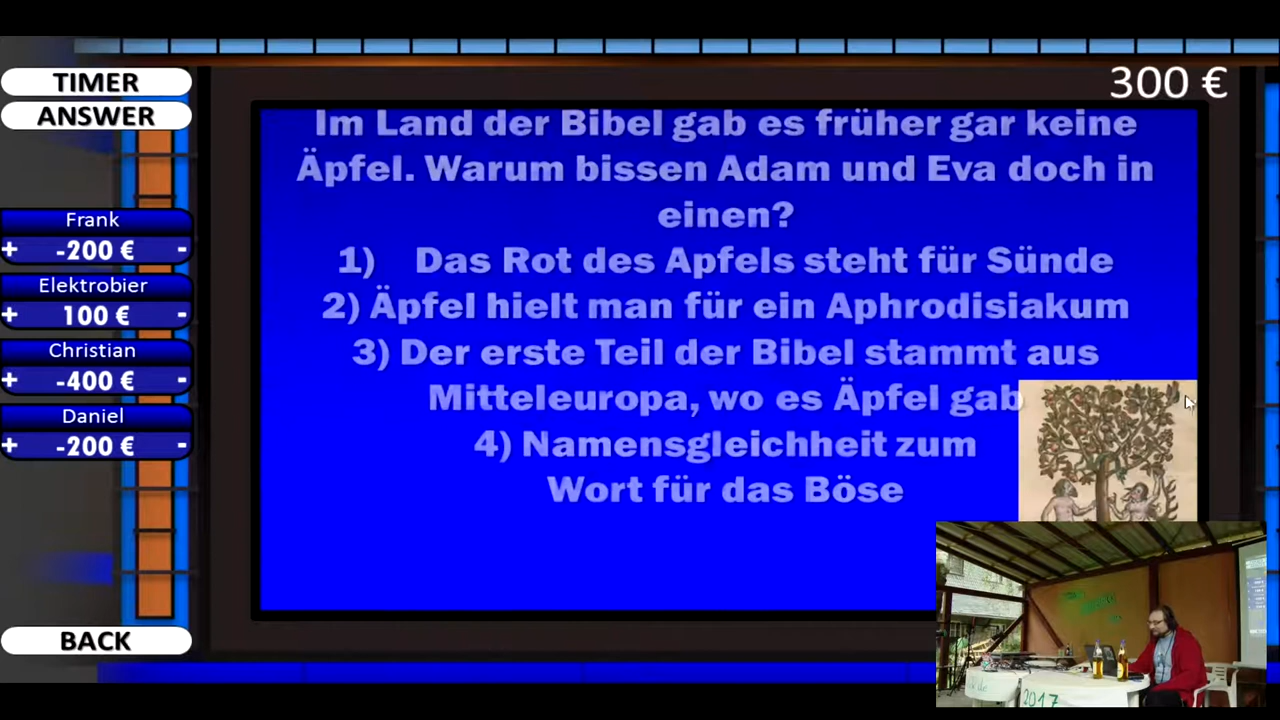 TIMER
300 €
ANSWER
Im Land der Bibel gab es früher gar keine
Äpfel. Warum bissen Adam und Eva doch in
einen?
1) Das Rot des Apfels steht für Sünde
2) Äpfel hielt man für ein Aphrodisiakum
3) Der erste Teil der Bibel stammt aus
Mitteleuropa, wo es Äpfel gab
4) Namensgleichheit zum
Wort für das Böse
Frank
+ -200 € -
Elektrobier
+ 100 € -
Christian
+ -400 € -
Daniel
+ -200 € -
BACK
2017